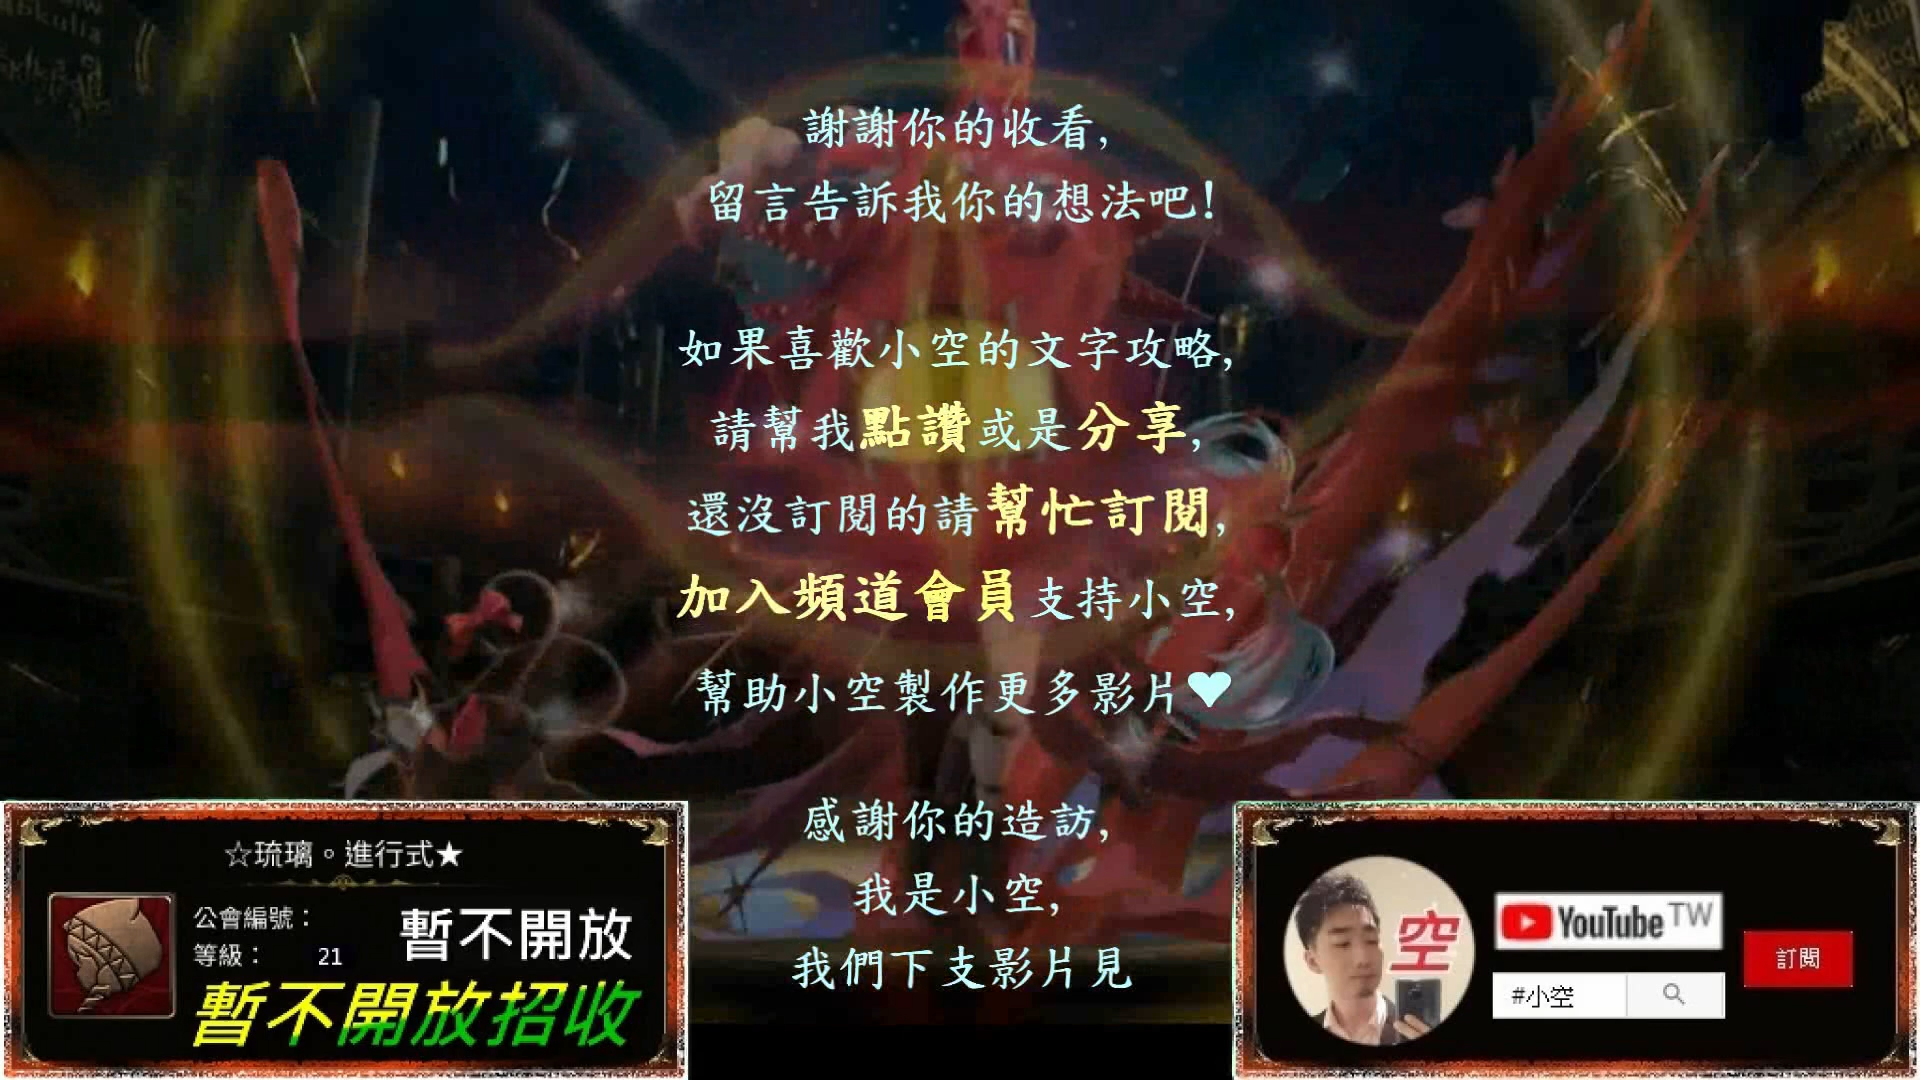 謝謝你的收看,
留言告訴我你的想法吧!
如果喜歡小空的文字攻略,
請幫我點讚或是分享,
還沒訂閱的請幫忙訂閱,
加入頻道會員支持小空,
幫助小空製作更多影片♥
感謝你的造訪,
我是小空,
我們下支影片見
☆琉璃。進行式★
公會編號：
暫不開放
等級： 21
暫不開放招收
空
YouTube TW
#小空
訂閱